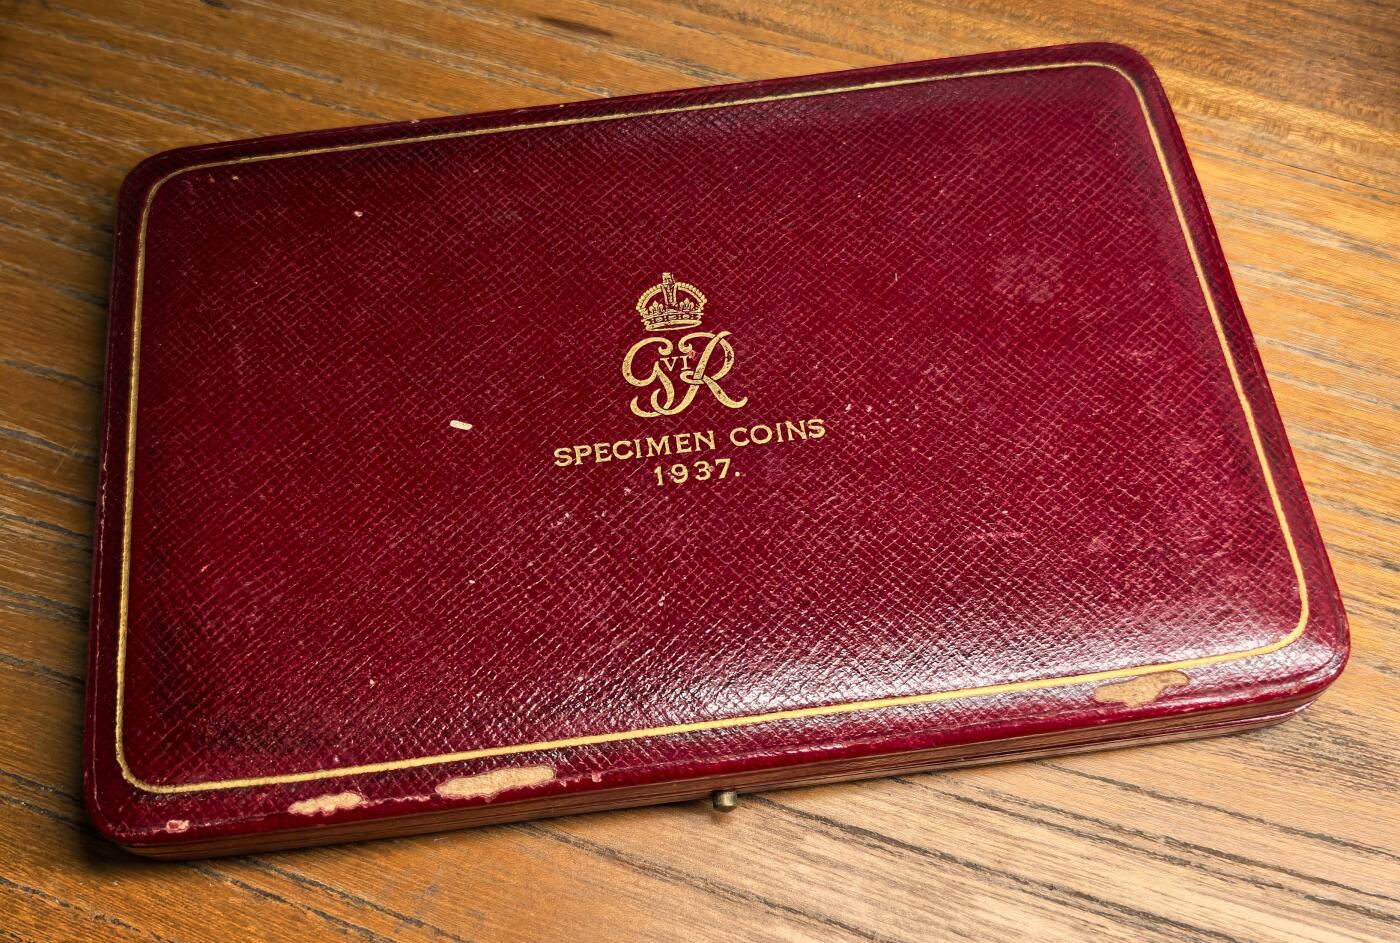 GVIR
SPECIMEN COINS
1937.